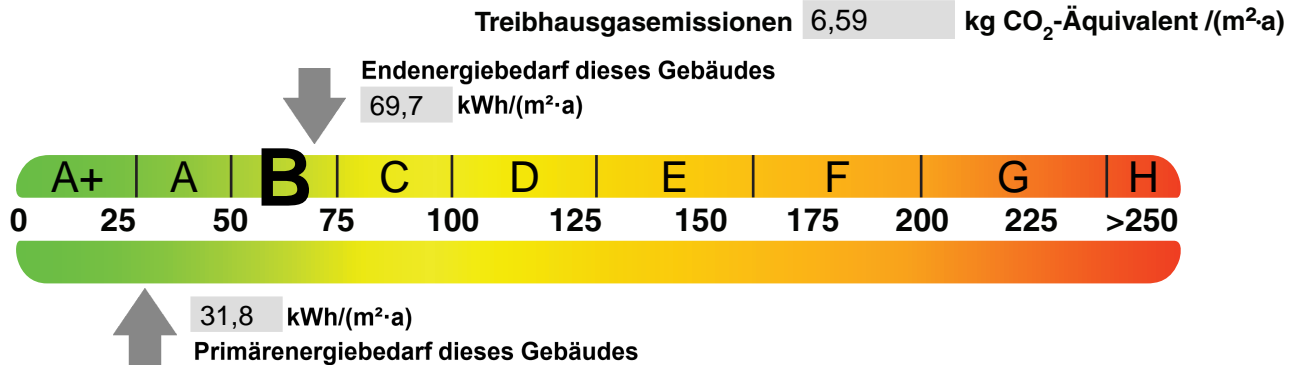 Treibhausgasemissionen 6,59 kg CO₂-Äquivalent /(m²·a)
Endenergiebedarf dieses Gebäudes
69,7 kWh/(m²·a)
A+ A B C D E F G H
0 25 50 75 100 125 150 175 200 225 >250
31,8 kWh/(m²·a)
Primärenergiebedarf dieses Gebäudes